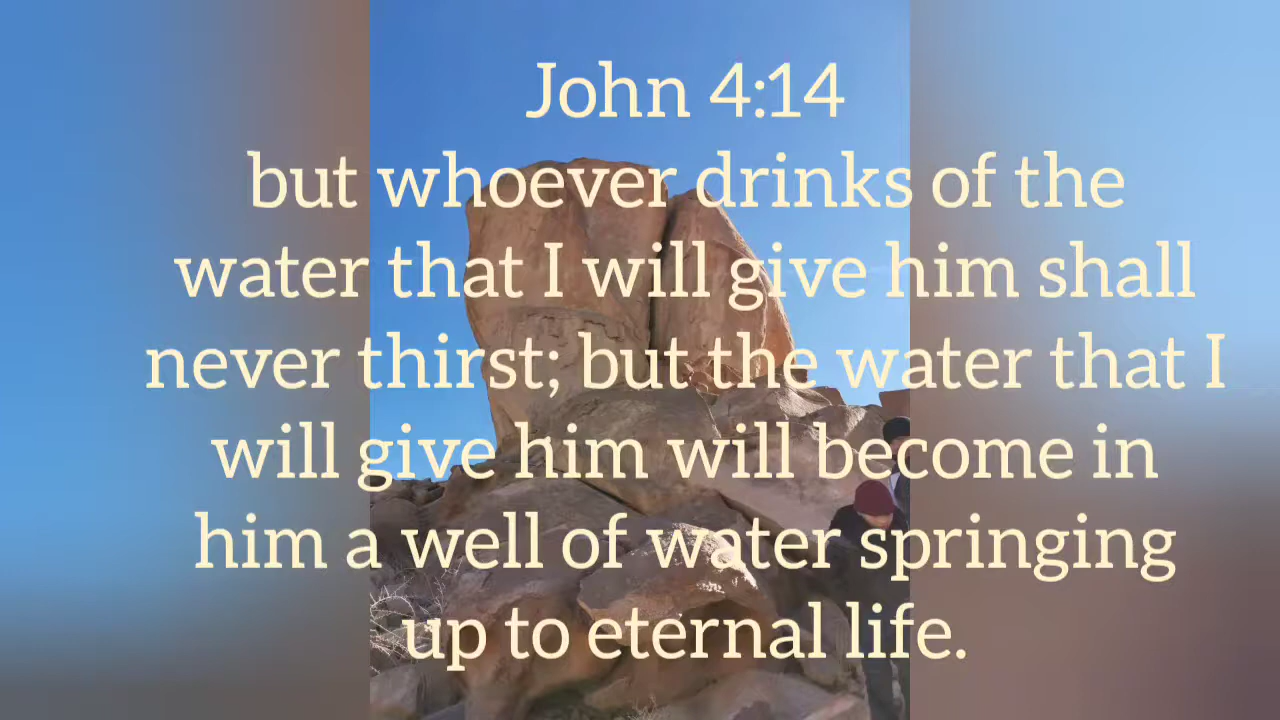 John 4:14
but whoever drinks of the
water that I will give him shall
never thirst; but the water that I
will give him will become in
him a well of water springing
up to eternal life.